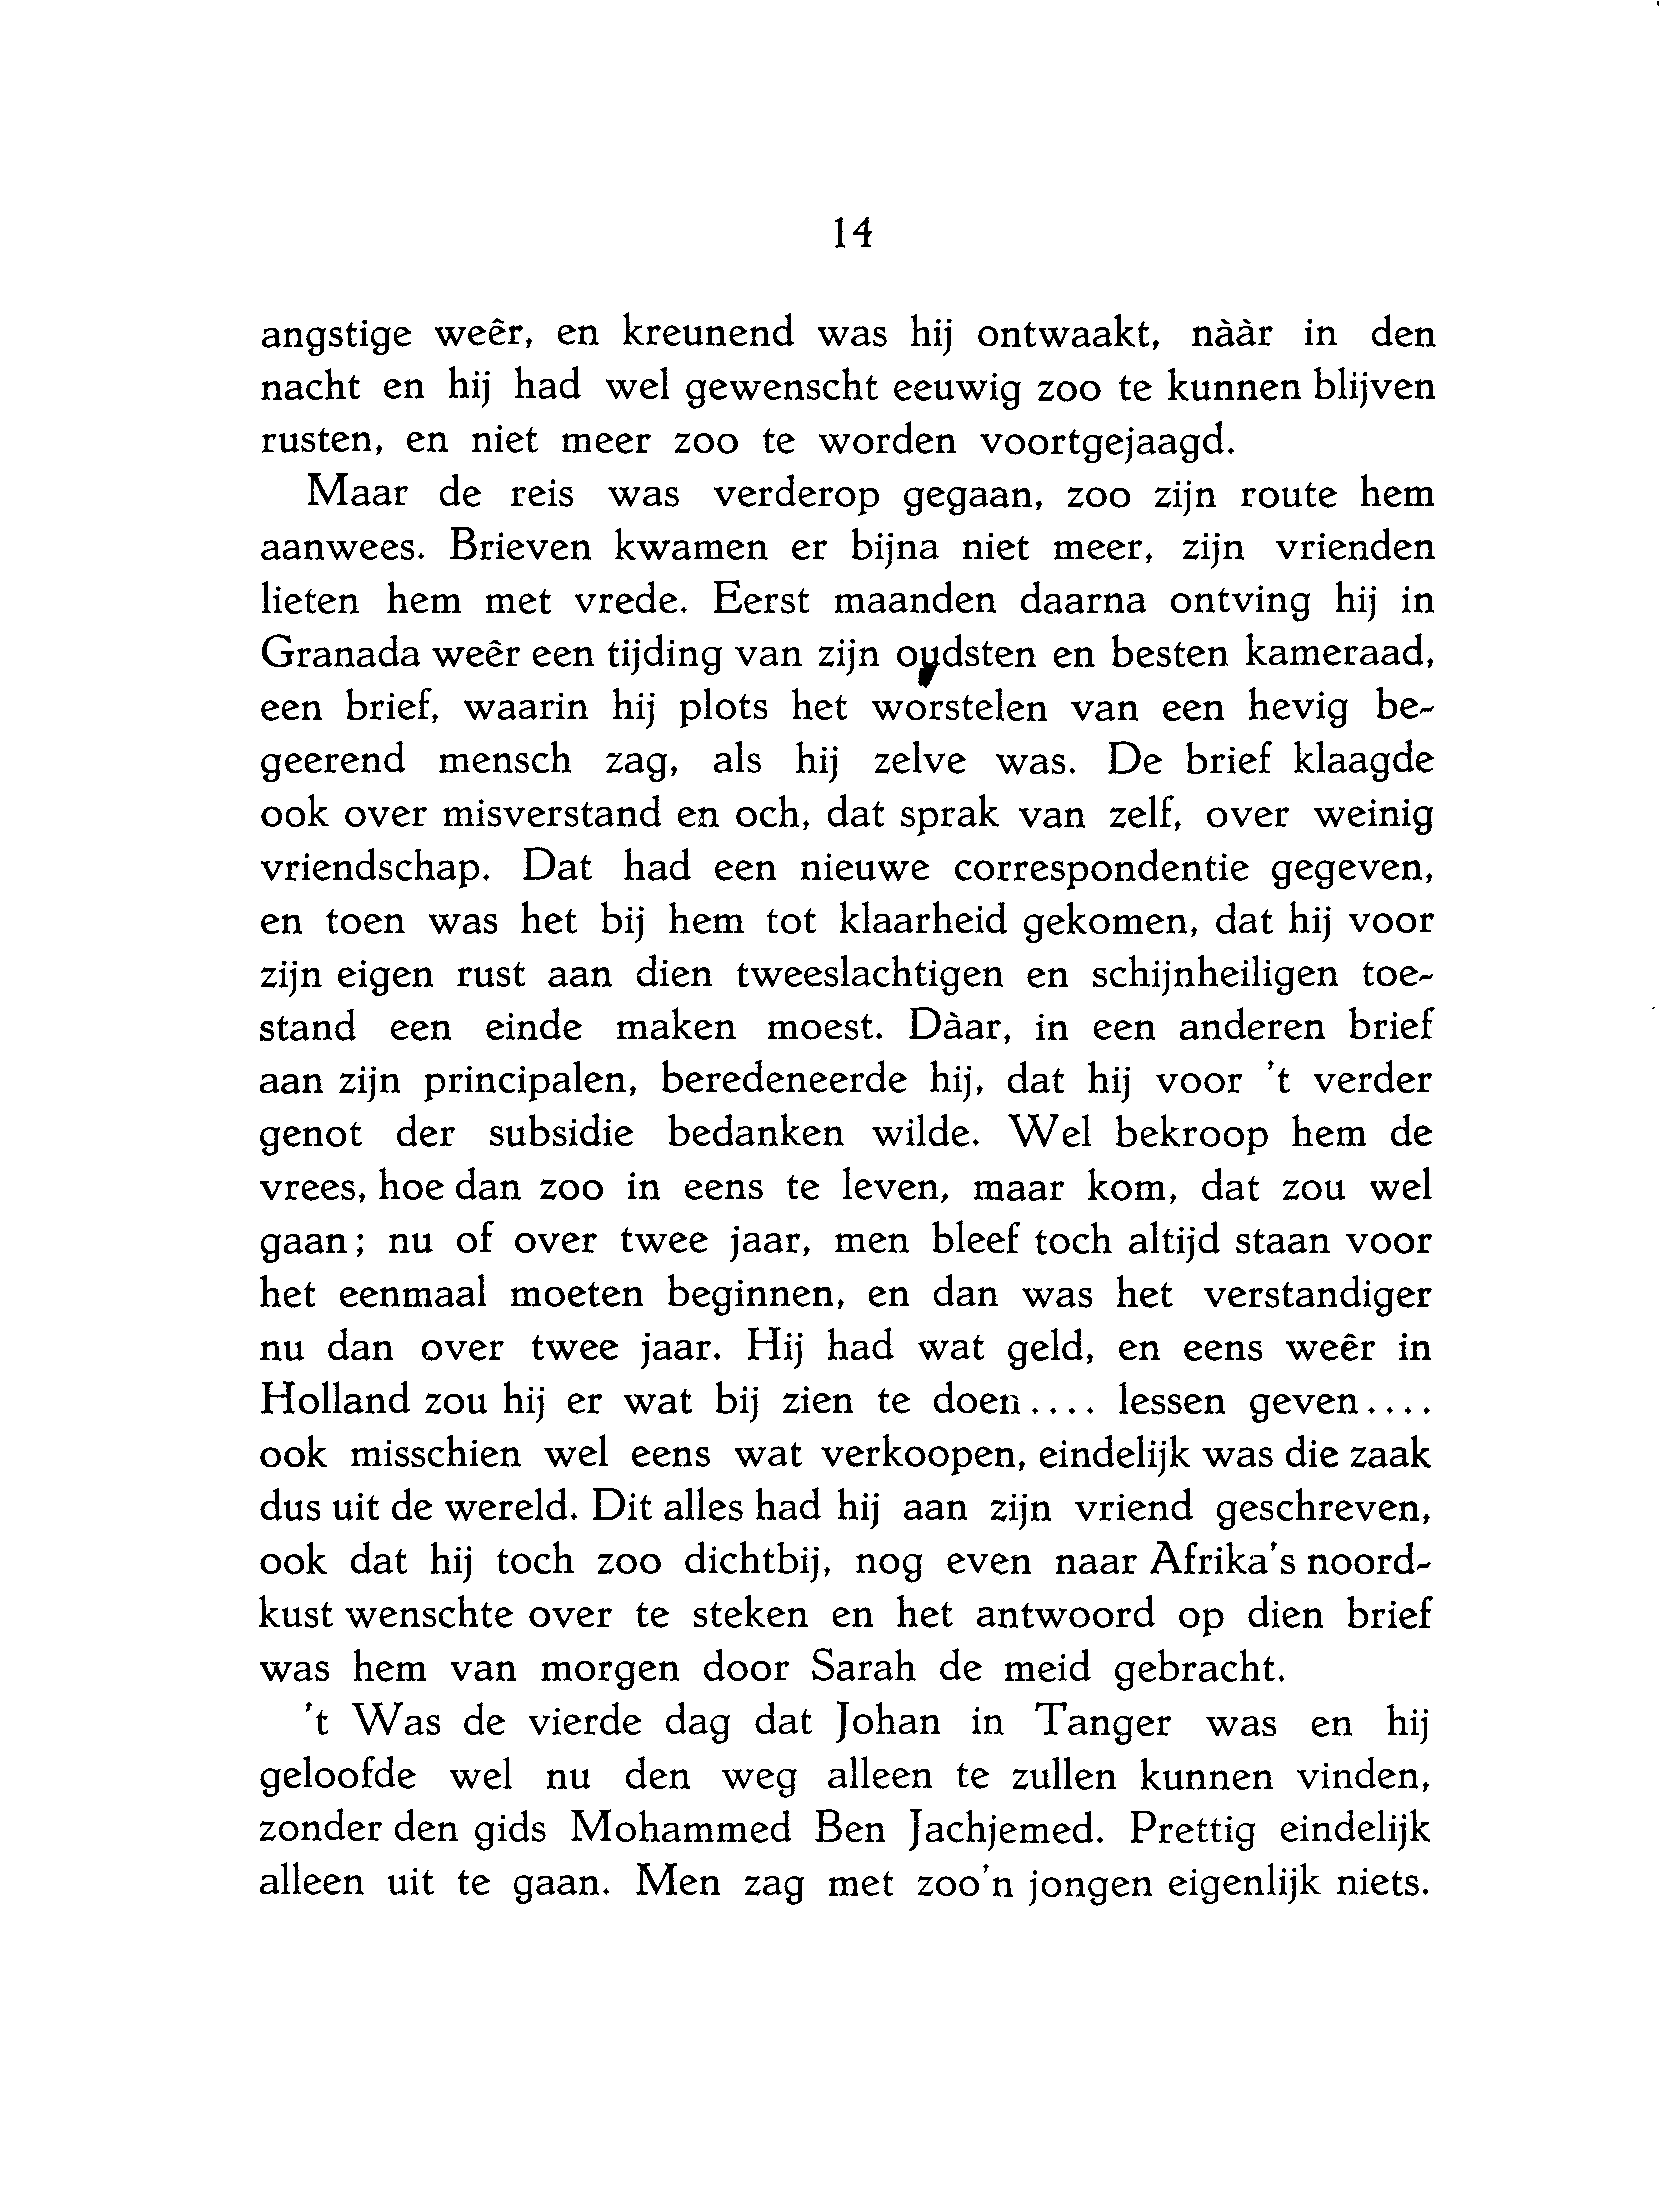 14
angstige weêr, en kreunend was hij ontwaakt, nààr in den
nacht en hij had wel gewenscht eeuwig zoo te kunnen blijven
rusten, en niet meer zoo te worden voortgejaagd.
Maar de reis was verderop gegaan, zoo zijn route hem
aanwees. Brieven kwamen er bijna niet meer, zijn vrienden
lieten hem met vrede. Eerst maanden daarna ontving hij in
Granada weêr een tijding van zijn oudsten en besten kameraad,
een brief, waarin hij plots het worstelen van een hevig be-
geerend mensch zag, als hij zelve was. De brief klaagde
ook over misverstand en och, dat sprak van zelf, over weinig
vriendschap. Dat had een nieuwe correspondentie gegeven,
en toen was het bij hem tot klaarheid gekomen, dat hij voor
zijn eigen rust aan dien tweeslachtigen en schijnheiligen toe-
stand een einde maken moest. Dàar, in een anderen brief
aan zijn principalen, beredeneerde hij, dat hij voor 't verder
genot der subsidie bedanken wilde. Wel bekroop hem de
vrees, hoe dan zoo in eens te leven, maar kom, dat zou wel
gaan; nu of over twee jaar, men bleef toch altijd staan voor
het eenmaal moeten beginnen, en dan was het verstandiger
nu dan over twee jaar. Hij had wat geld, en eens weêr in
Holland zou hij er wat bij zien te doen.... lessen geven....
ook misschien wel eens wat verkoopen, eindelijk was die zaak
dus uit de wereld. Dit alles had hij aan zijn vriend geschreven,
ook dat hij toch zoo dichtbij, nog even naar Afrika's noord-
kust wenschte over te steken en het antwoord op dien brief
was hem van morgen door Sarah de meid gebracht.
't Was de vierde dag dat Johan in Tanger was en hij
geloofde wel nu den weg alleen te zullen kunnen vinden,
zonder den gids Mohammed Ben Jachjemed. Prettig eindelijk
alleen uit te gaan. Men zag met zoo'n jongen eigenlijk niets.